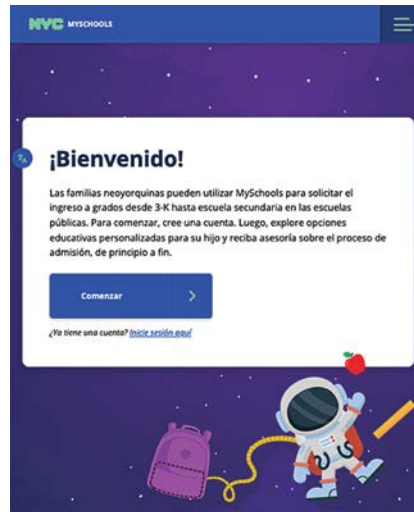 NYC MYSCHOOLS
¡Bienvenido!
Las familias neoyorquinas pueden utilizar MySchools para solicitar el
ingreso a grados desde 3-K hasta escuela secundaria en las escuelas
públicas. Para comenzar, cree una cuenta. Luego, explore opciones
educativas personalizadas para su hijo y reciba asesoría sobre el proceso de
admisión, de principio a fin.
Comenzar
¿Ya tiene una cuenta? Inicie sesión aquí